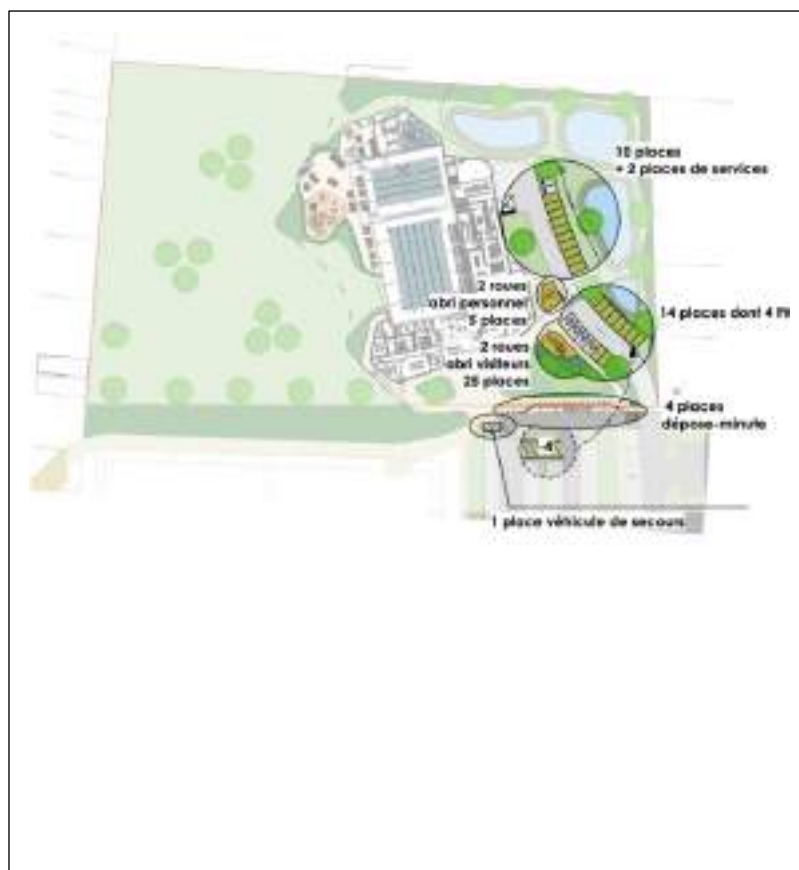 10 places
+ 2 places de services
2 roues
abri personnel
5 places
14 places dont 4
2 roues
abri visiteurs
25 places
4 places
dépose-minute
1 place véhicule de secours